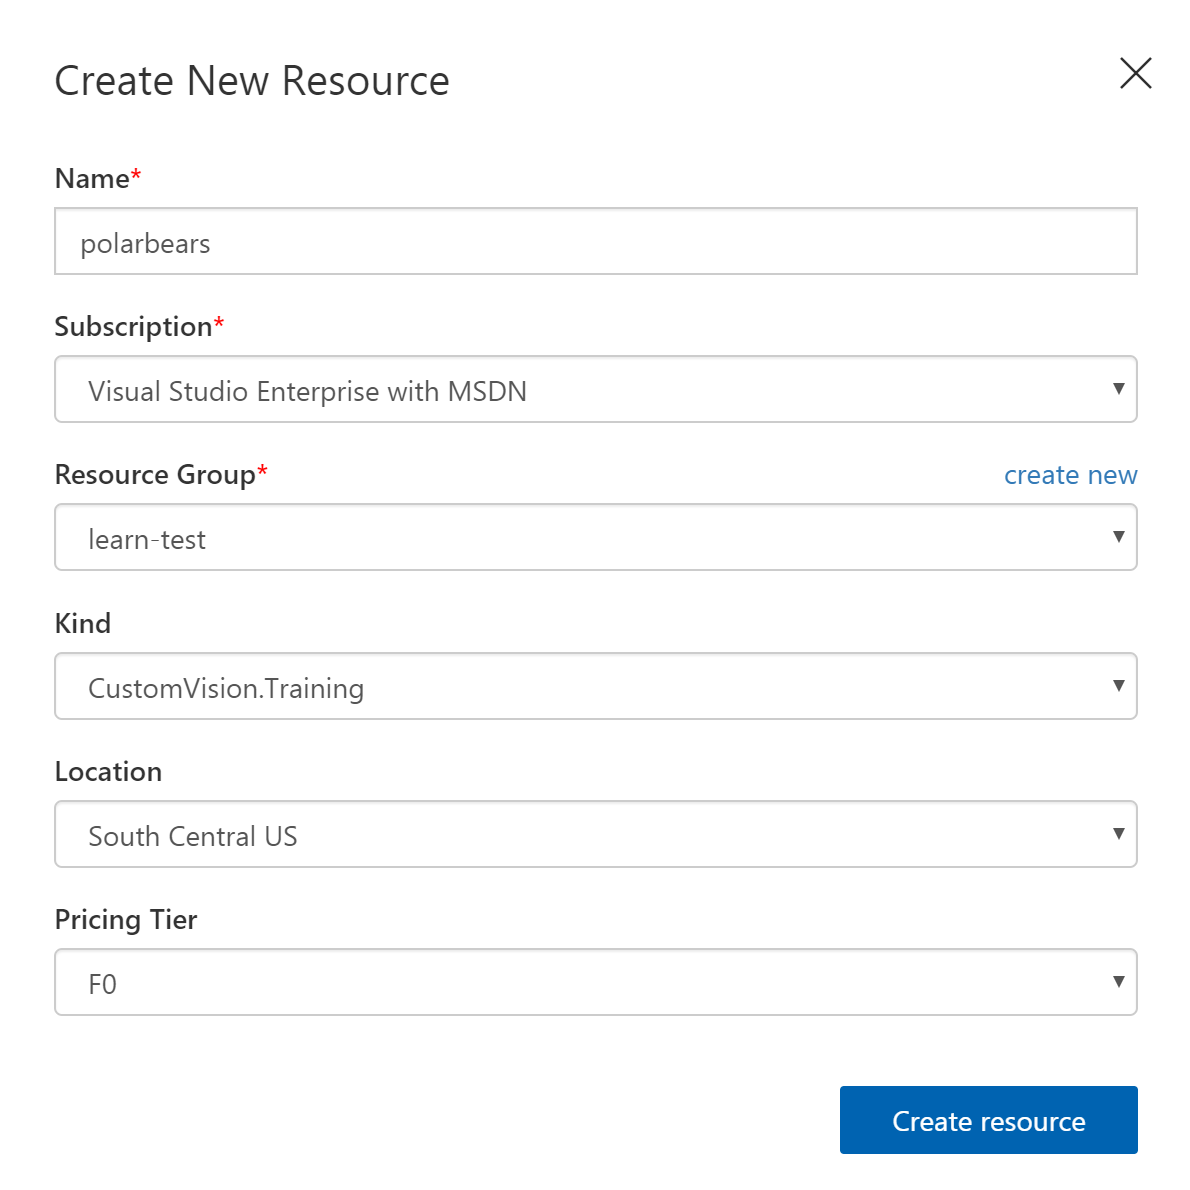 Create New Resource
Name*
polarbears
Subscription*
Visual Studio Enterprise with MSDN
Resource Group* create new
learn-test
Kind
CustomVision.Training
Location
South Central US
Pricing Tier
F0
Create resource